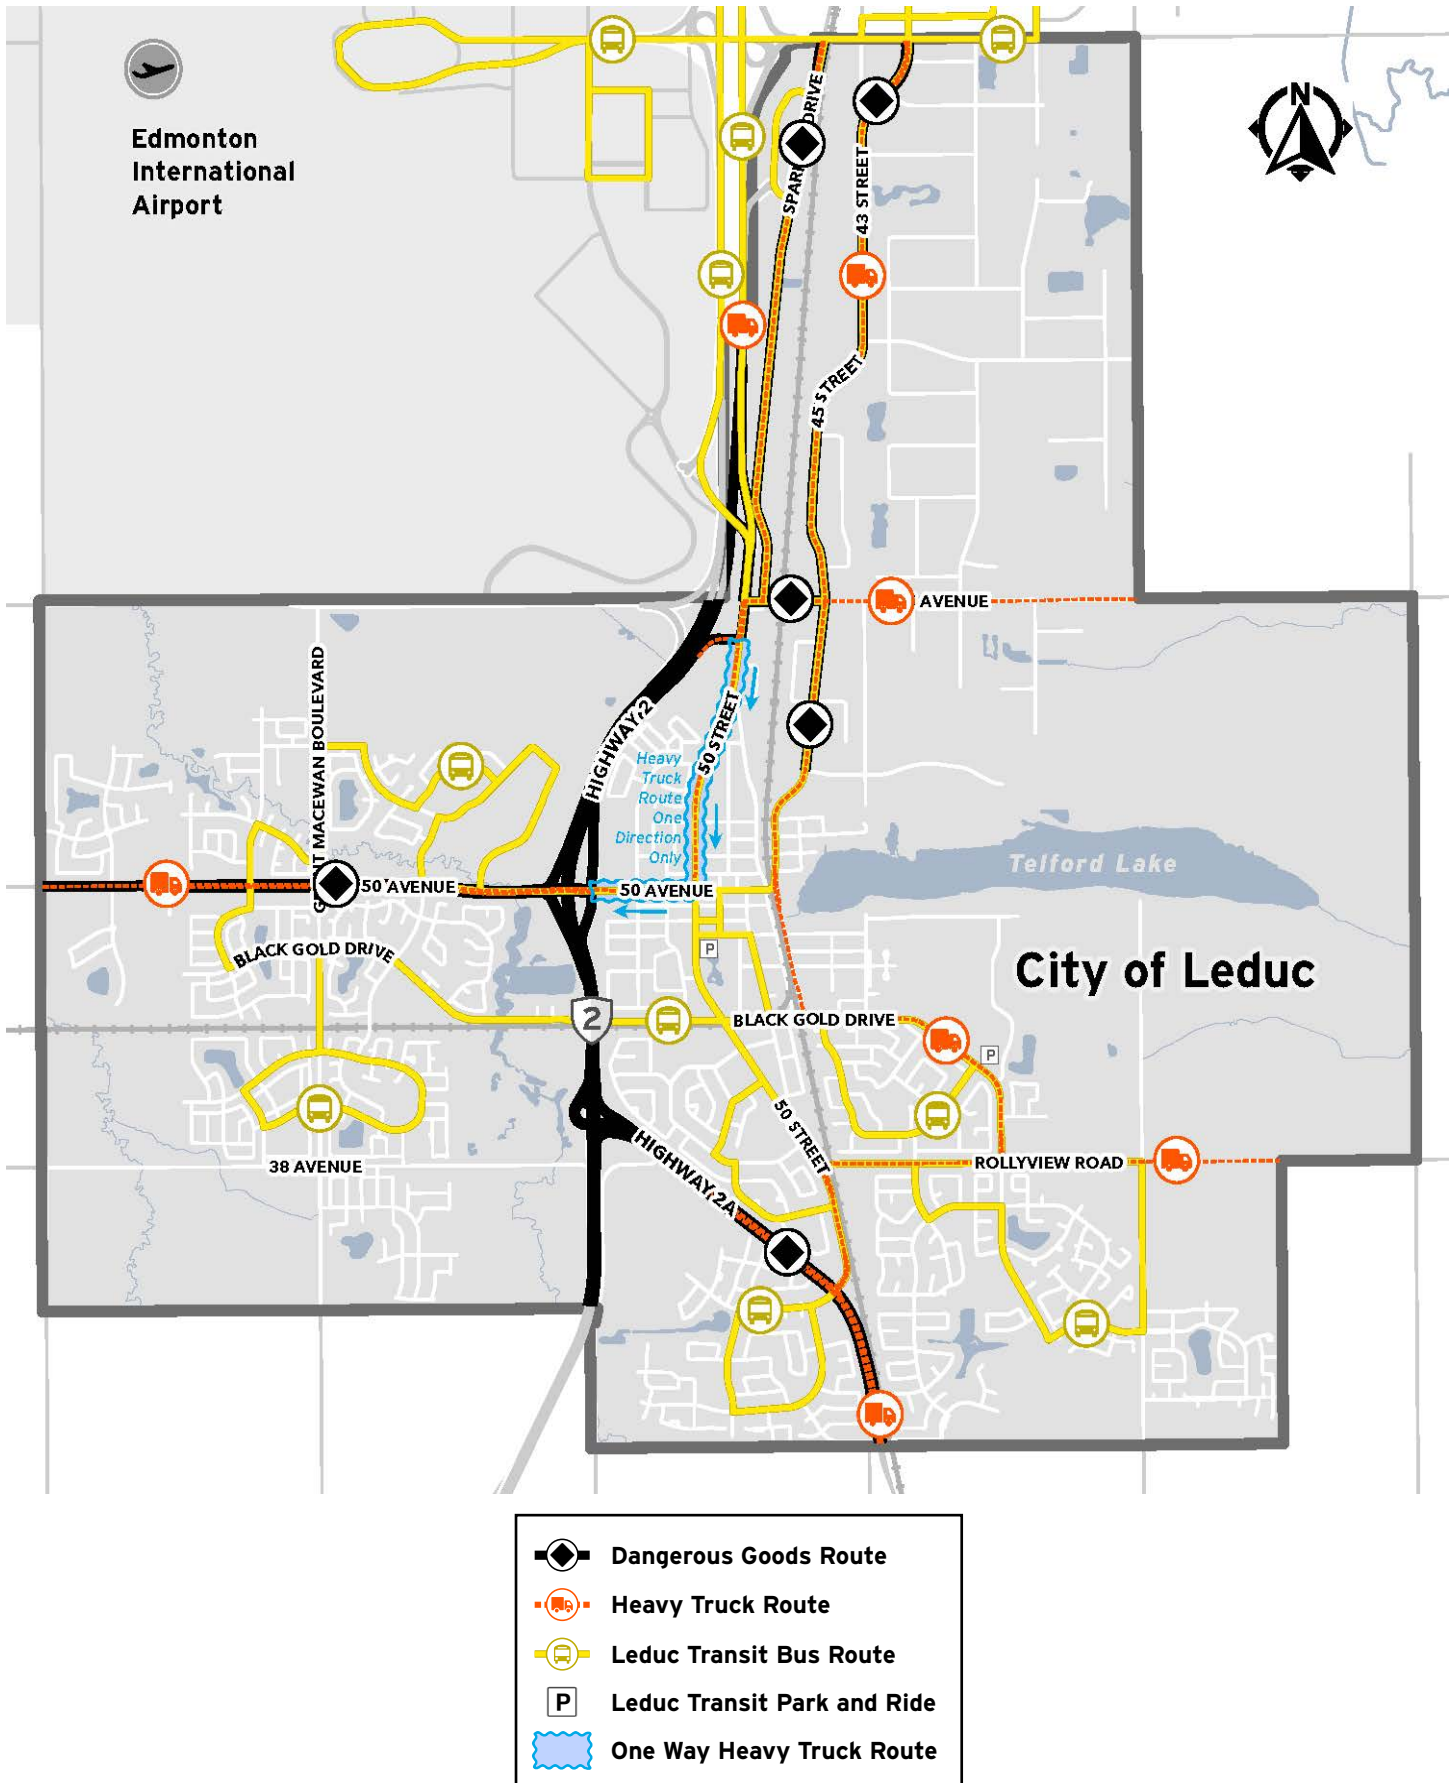 Edmonton
International
Airport
N
DRIVE
SPAR
43 STREET
45 STREET
AVENUE
MACEWAN BOULEVARD
HIGHWAY 2
50 STREET
Heavy
Truck
Route
One
Direction
Only
50 AVENUE
50 AVENUE
Telford Lake
BLACK GOLD DRIVE
P
City of Leduc
2
BLACK GOLD DRIVE
P
50 STREET
38 AVENUE
HIGHWAY 2A
ROLLYVIEW ROAD
Dangerous Goods Route
Heavy Truck Route
Leduc Transit Bus Route
P Leduc Transit Park and Ride
One Way Heavy Truck Route